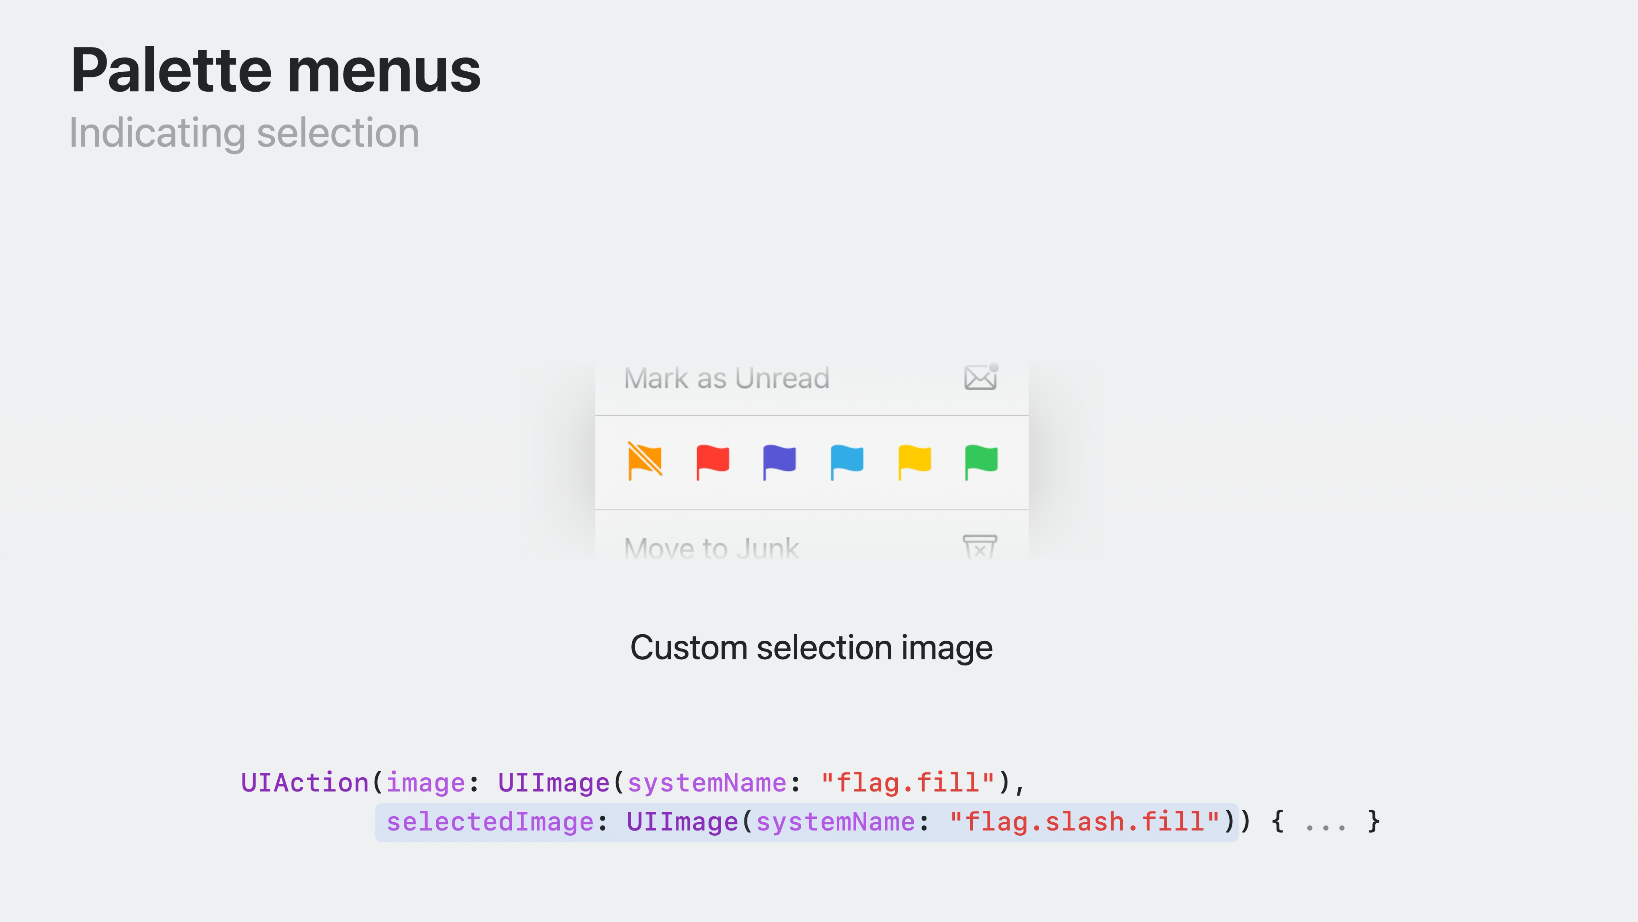 Palette menus
Indicating selection
Mark as Unread
Move to Junk
Custom selection image
UIAction(image: UIImage(systemName: "flag.fill"),
selectedImage: UIImage(systemName: "flag.slash.fill")) { ... }